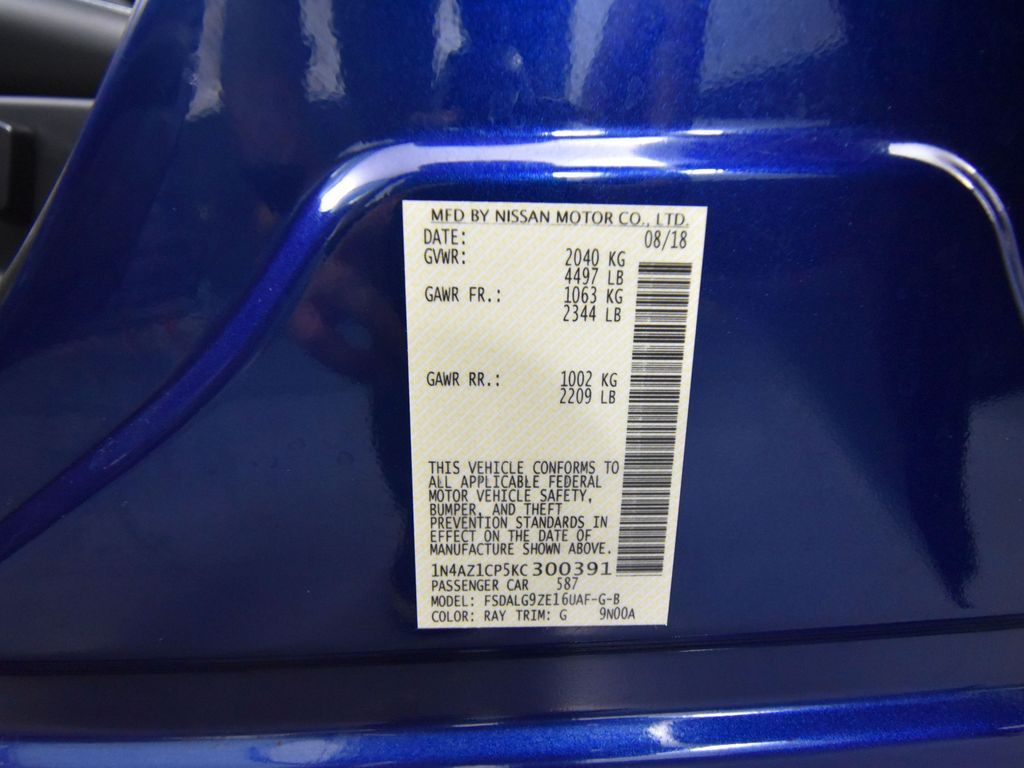 MFD BY NISSAN MOTOR CO., LTD.
DATE: 08/18
GVWR: 2040 KG
4497 LB
GAWR FR.: 1063 KG
2344 LB
GAWR RR.: 1002 KG
2209 LB
THIS VEHICLE CONFORMS TO
ALL APPLICABLE FEDERAL
MOTOR VEHICLE SAFETY,
BUMPER, AND THEFT
PREVENTION STANDARDS IN
EFFECT ON THE DATE OF
MANUFACTURE SHOWN ABOVE.
1N4AZ1CP5KC300391
PASSENGER CAR 587
MODEL: FSDALG9ZE16UAF-G-B
COLOR: RAY TRIM: G 9N00A